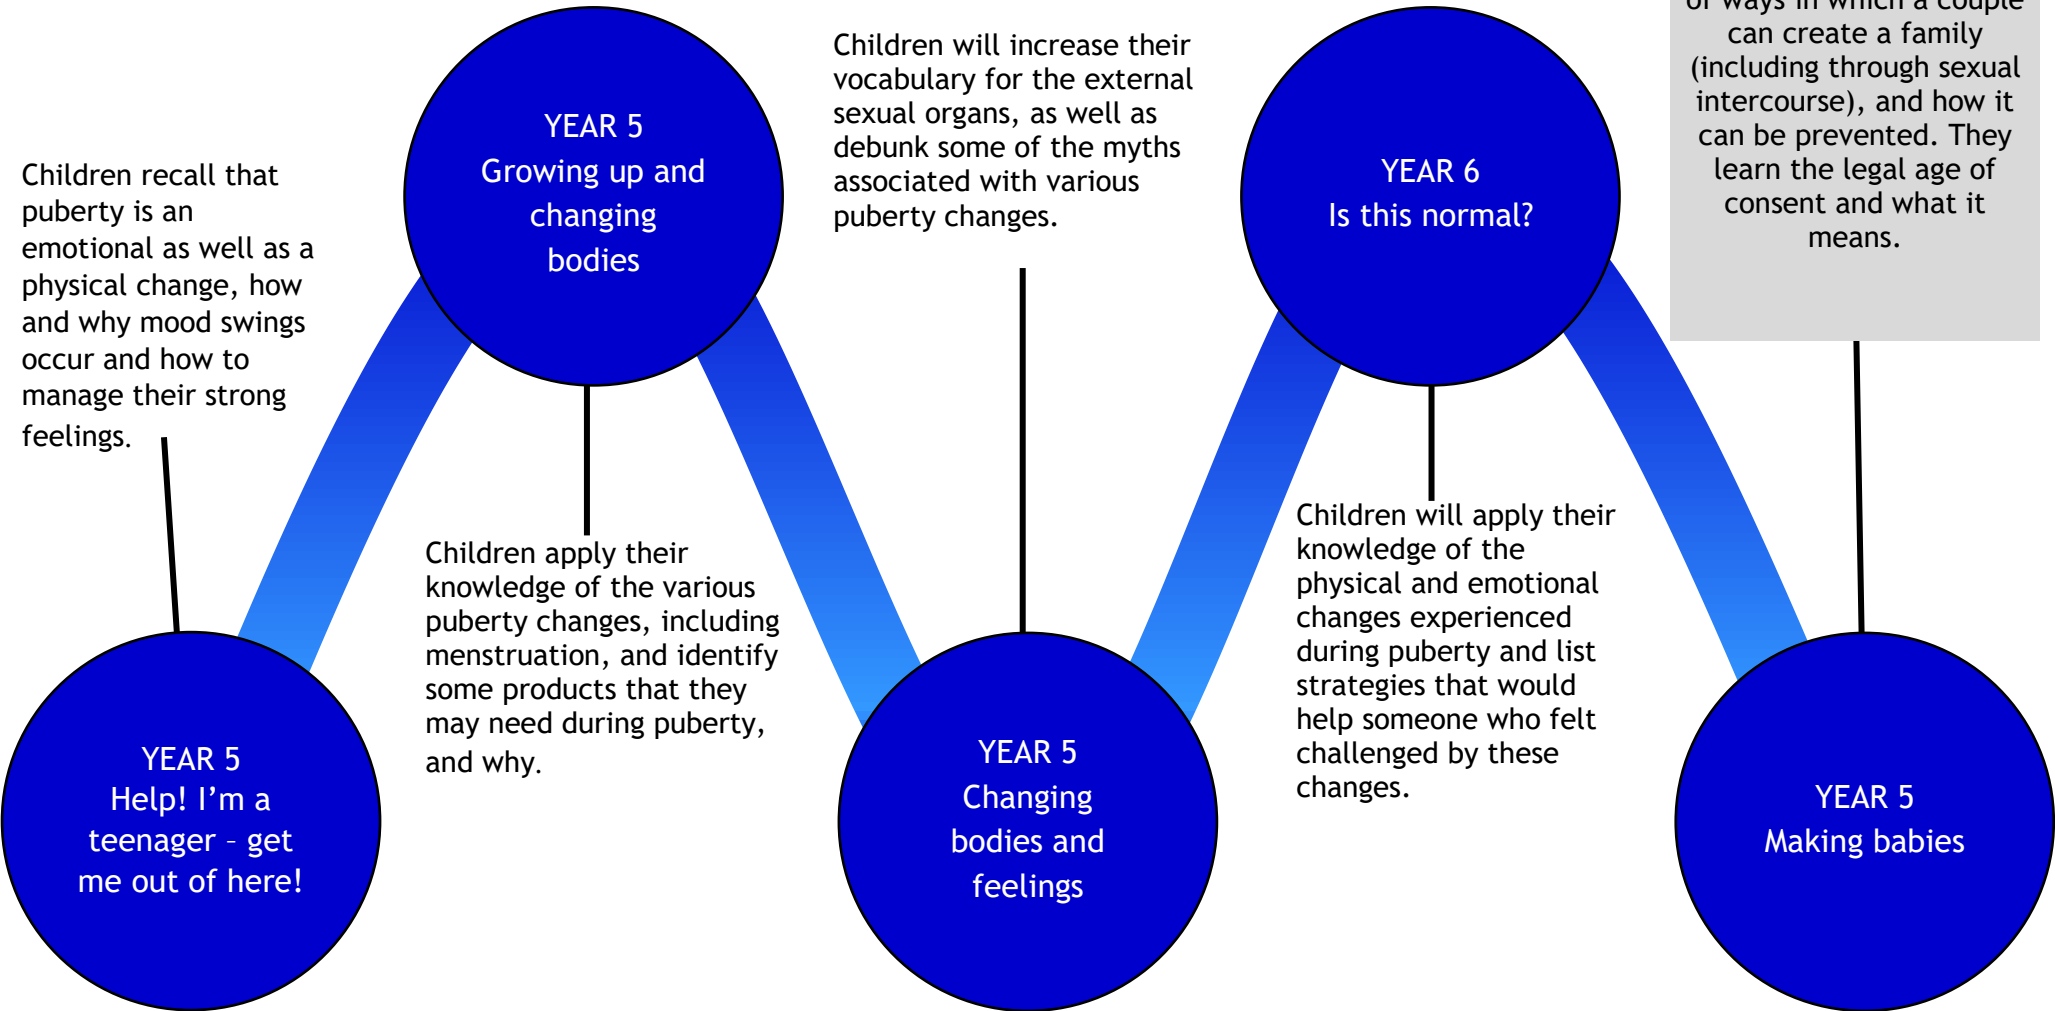 Children recall that
puberty is an
emotional as well as a
physical change, how
and why mood swings
occur and how to
manage their strong
feelings.
YEAR 5
Help! I’m a
teenager – get
me out of here!
YEAR 5
Growing up and
changing
bodies
Children apply their
knowledge of the various
puberty changes, including
menstruation, and identify
some products that they
may need during puberty,
and why.
Children will increase their
vocabulary for the external
sexual organs, as well as
debunk some of the myths
associated with various
puberty changes.
YEAR 5
Changing
bodies and
feelings
YEAR 6
Is this normal?
Children will apply their
knowledge of the
physical and emotional
changes experienced
during puberty and list
strategies that would
help someone who felt
challenged by these
changes.
of ways in which a couple
can create a family
(including through sexual
intercourse), and how it
can be prevented. They
learn the legal age of
consent and what it
means.
YEAR 5
Making babies